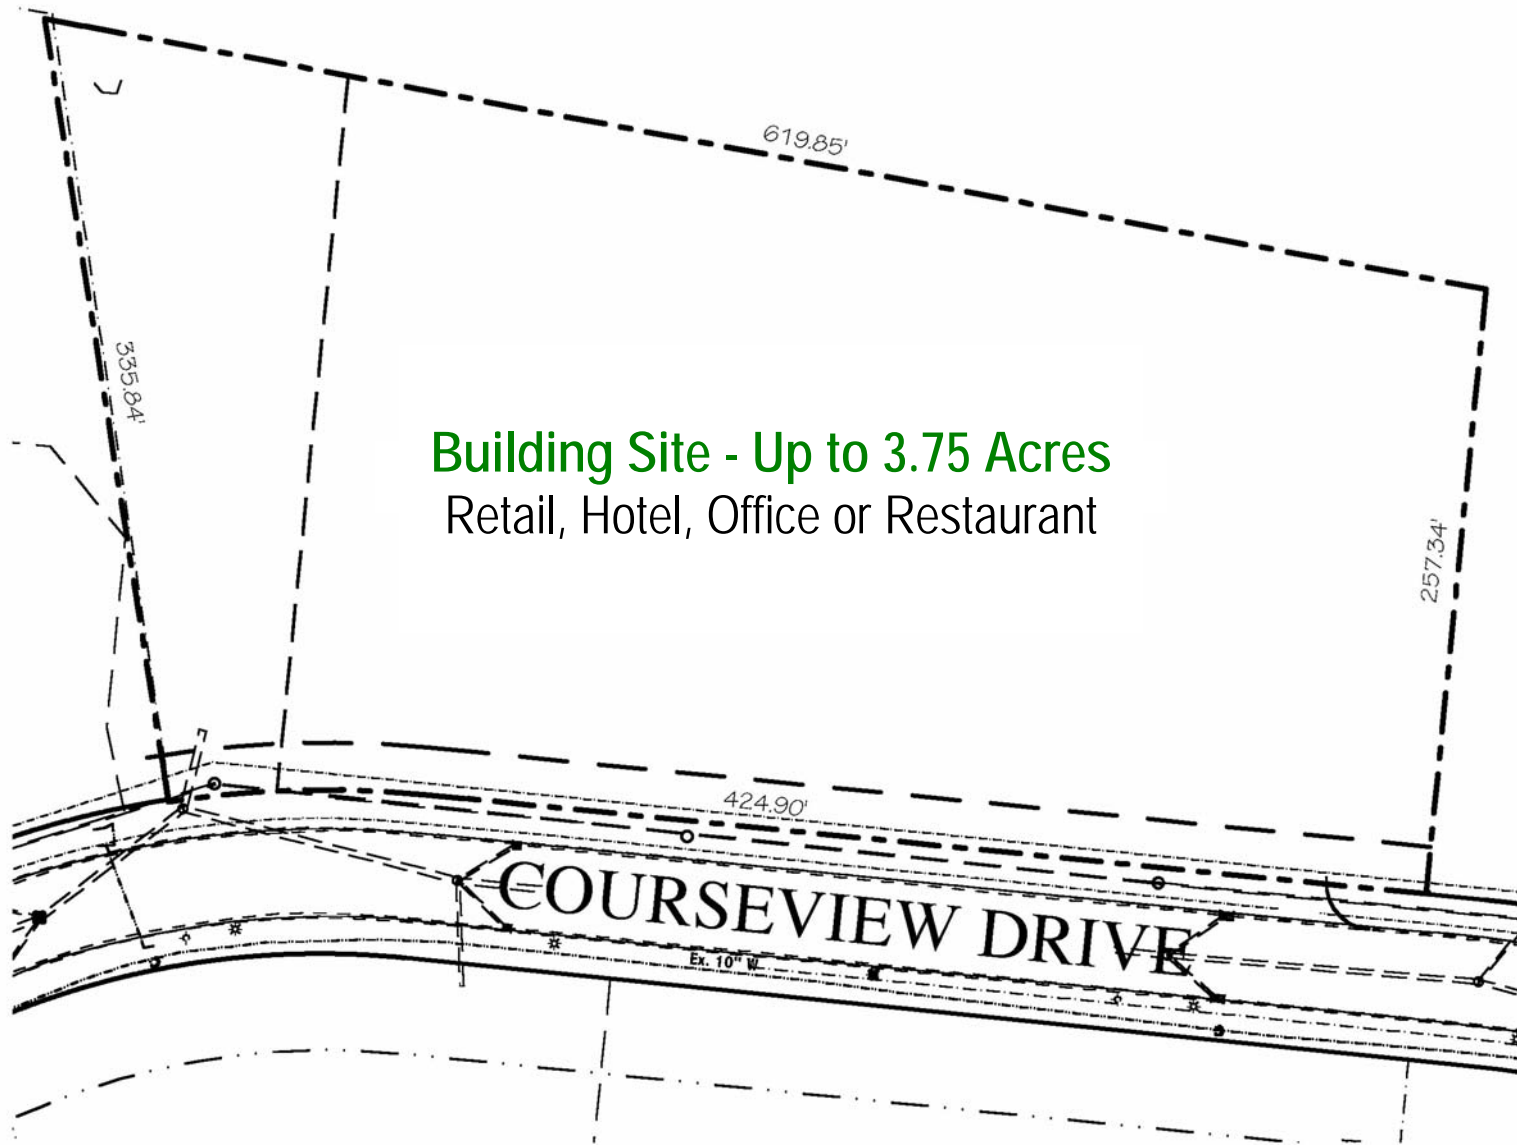 619.85'
335.84'
Building Site - Up to 3.75 Acres
Retail, Hotel, Office or Restaurant
257.34'
424.90'
COURSEVIEW DRIVE
Ex. 10" W